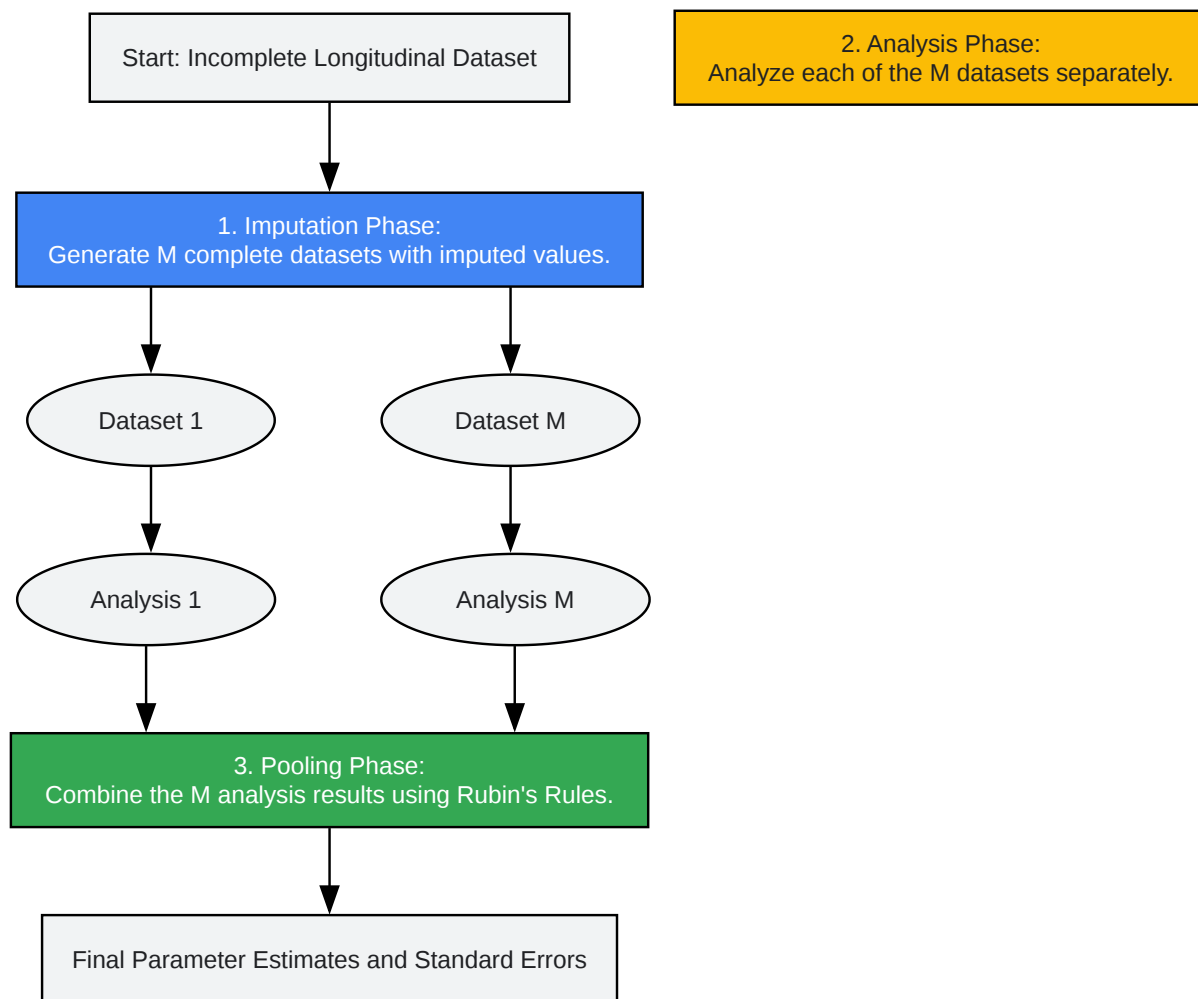 Start: Incomplete Longitudinal Dataset
2. Analysis Phase:
Analyze each of the M datasets separately.
1. Imputation Phase:
Generate M complete datasets with imputed values.
Dataset 1
Dataset M
Analysis 1
Analysis M
3. Pooling Phase:
Combine the M analysis results using Rubin's Rules.
Final Parameter Estimates and Standard Errors